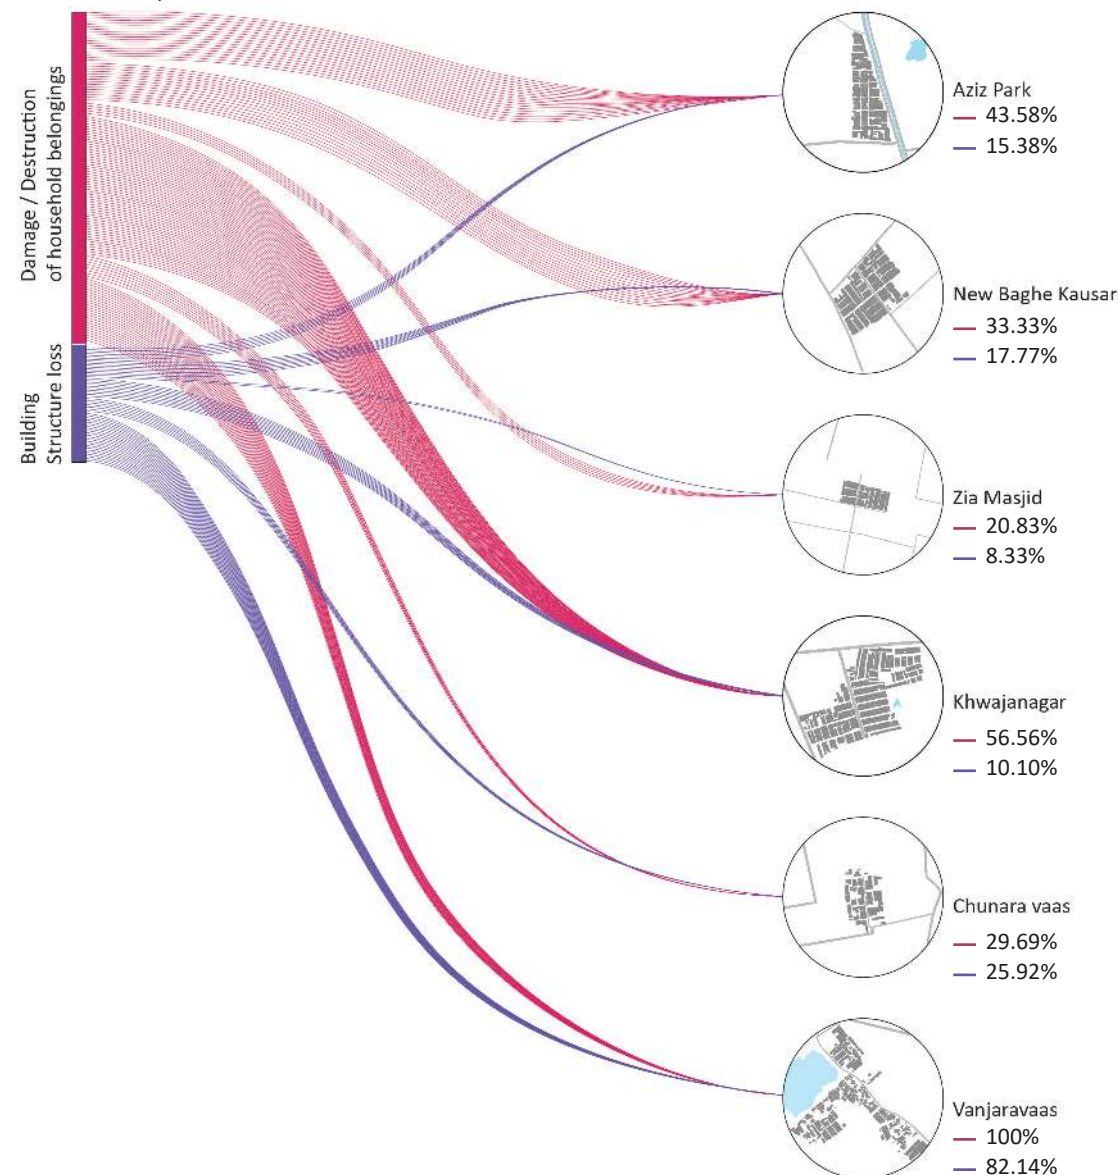 Damage / Destruction
of household belongings
Building
Structure loss
Aziz Park
43.58%
15.38%
New Baghe Kausar
33.33%
17.77%
Zia Masjid
20.83%
8.33%
Khwajanagar
56.56%
10.10%
Chunara vaas
29.69%
25.92%
Vanjaravaas
100%
82.14%